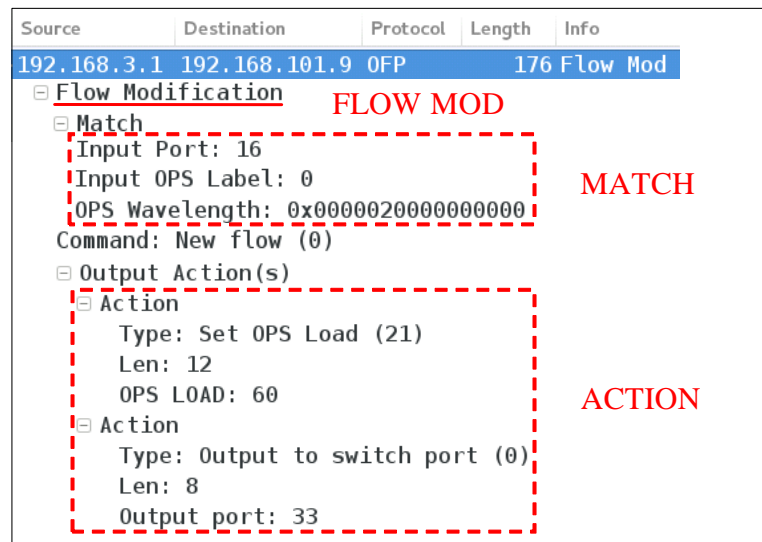 Source Destination Protocol Length Info
192.168.3.1 192.168.101.9 OFP 176 Flow Mod
Flow Modification
FLOW MOD
Match
Input Port: 16
Input OPS Label: 0
OPS Wavelength: 0x0000020000000000
MATCH
Command: New flow (0)
Output Action(s)
Action
Type: Set OPS Load (21)
Len: 12
OPS LOAD: 60
ACTION
Action
Type: Output to switch port (0)
Len: 8
Output port: 33